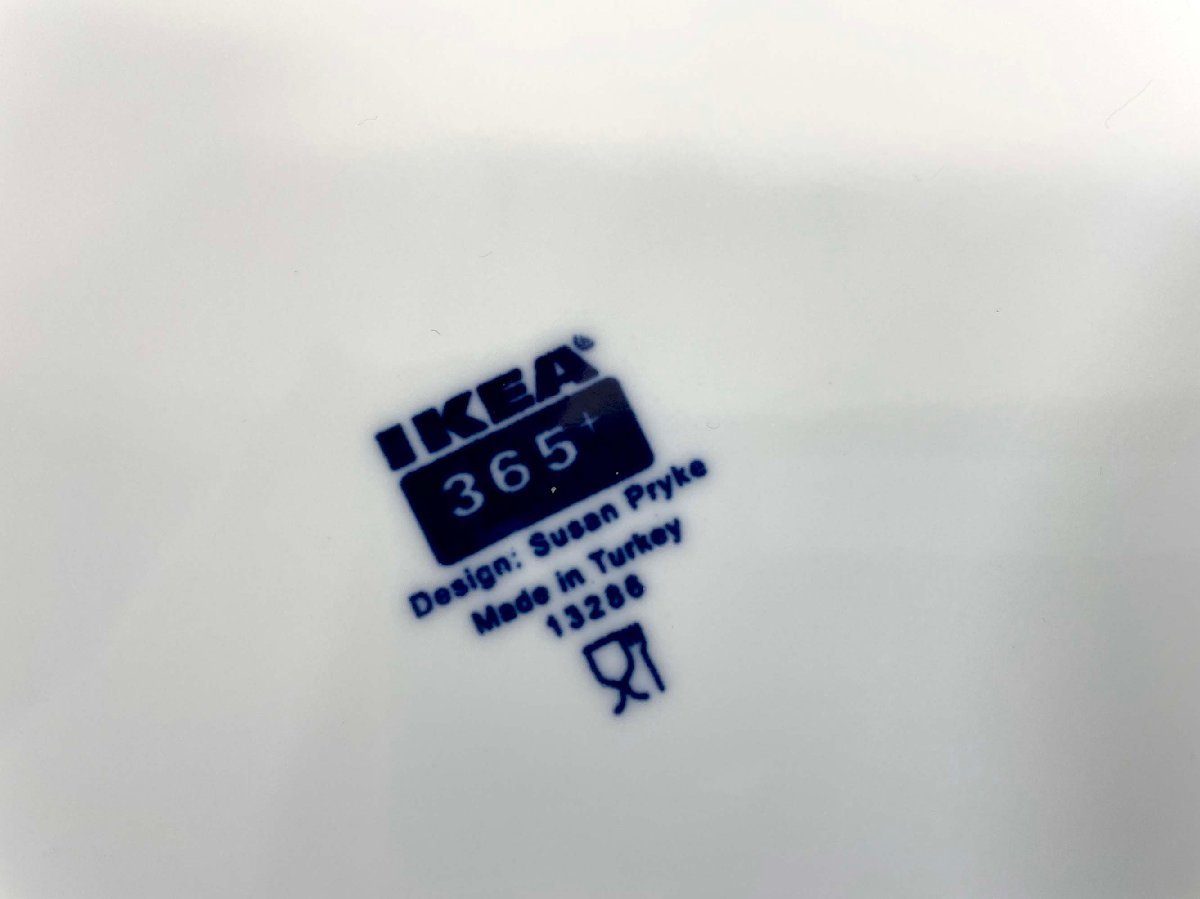 IKEA®
365+
Design: Susan Pryke
Made in Turkey
13286